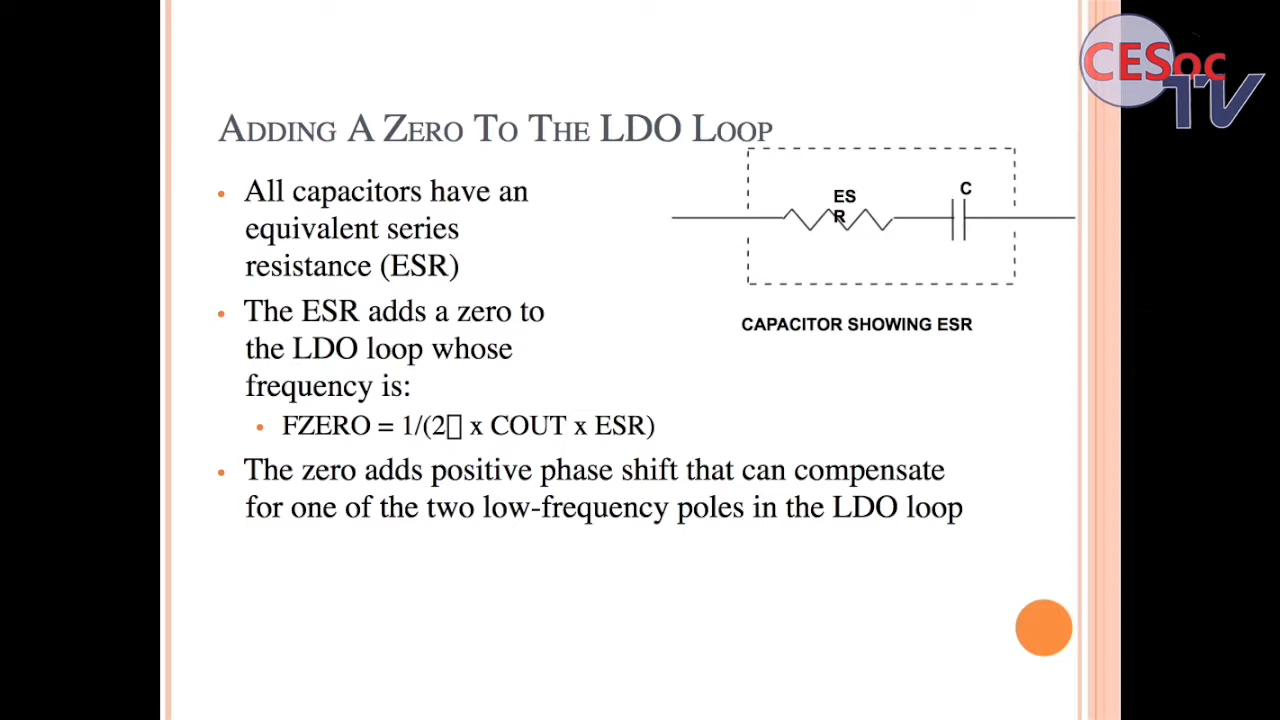 CESoc
TV
ADDING A ZERO TO THE LDO LOOP
• All capacitors have an
equivalent series
resistance (ESR)
• The ESR adds a zero to
the LDO loop whose
frequency is:
• FZERO = 1/(2▯ x COUT x ESR)
• The zero adds positive phase shift that can compensate
for one of the two low-frequency poles in the LDO loop
ES
R
C
CAPACITOR SHOWING ESR